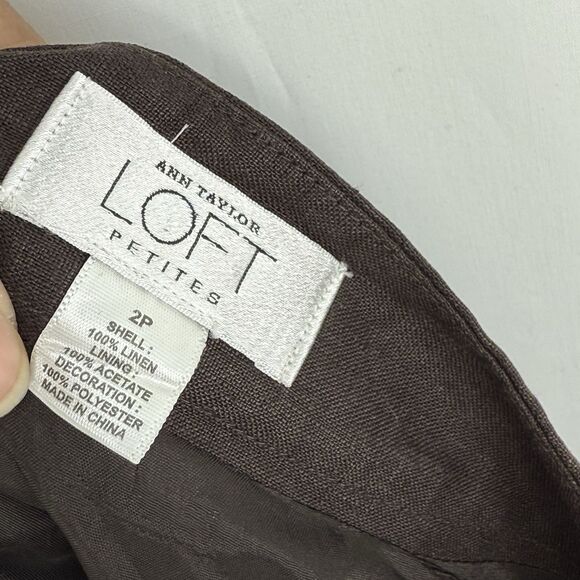 ANN TAYLOR
LOFT
PETITES
2P
SHELL:
100% LINEN
LINING:
100% ACETATE
DECORATION:
100% POLYESTER
MADE IN CHINA